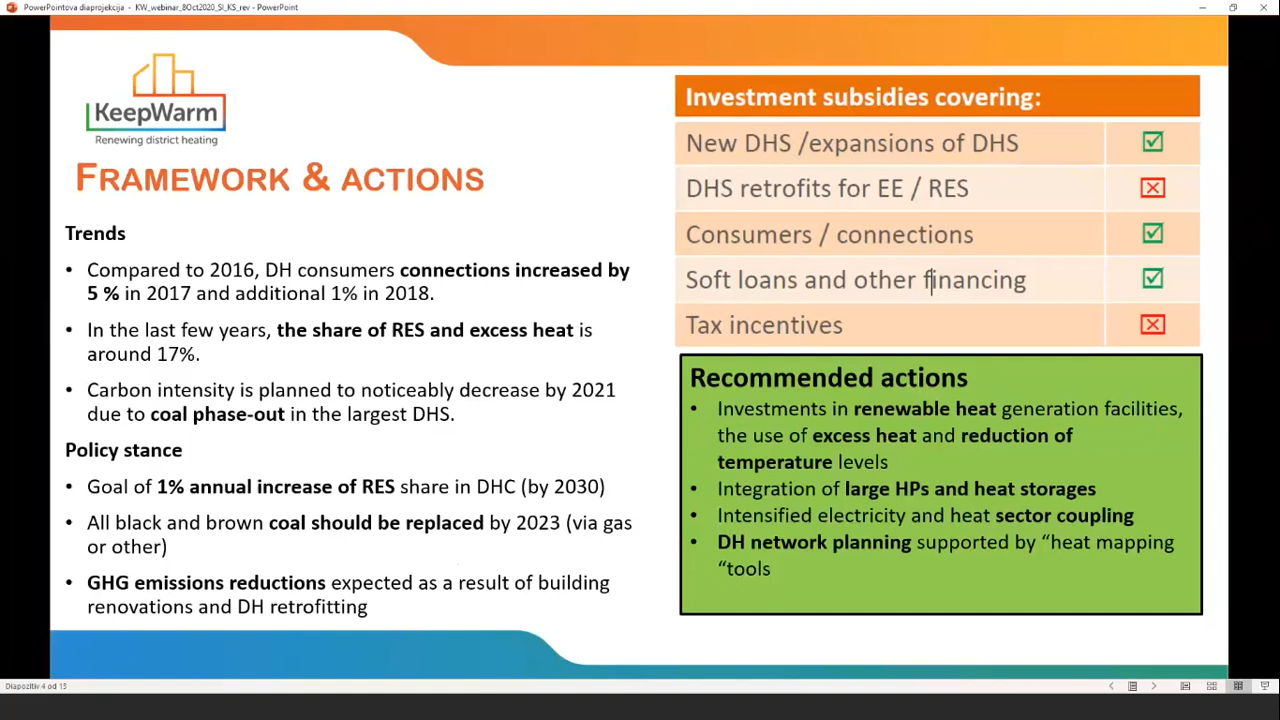 PowerPointova diaprojekcija - KW_webinar_8Oct2020_SI_KS_rev - PowerPoint
KeepWarm
Renewing district heating
FRAMEWORK & ACTIONS
Trends
• Compared to 2016, DH consumers connections increased by
5 % in 2017 and additional 1% in 2018.
• In the last few years, the share of RES and excess heat is
around 17%.
• Carbon intensity is planned to noticeably decrease by 2021
due to coal phase-out in the largest DHS.
Policy stance
• Goal of 1% annual increase of RES share in DHC (by 2030)
• All black and brown coal should be replaced by 2023 (via gas
or other)
• GHG emissions reductions expected as a result of building
renovations and DH retrofitting
Investment subsidies covering:
New DHS /expansions of DHS
DHS retrofits for EE / RES
Consumers / connections
Soft loans and other financing
Tax incentives
Recommended actions
• Investments in renewable heat generation facilities,
the use of excess heat and reduction of
temperature levels
• Integration of large HPs and heat storages
• Intensified electricity and heat sector coupling
• DH network planning supported by “heat mapping
“tools
Diapozitiv 4 od 15